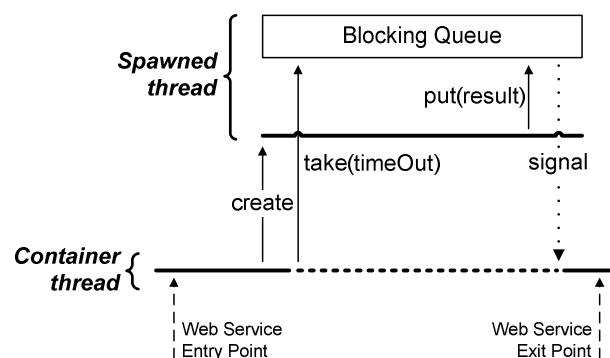 Blocking Queue
Spawned
thread
put(result)
take(timeOut)
signal
create
Container
thread
Web Service
Entry Point
Web Service
Exit Point